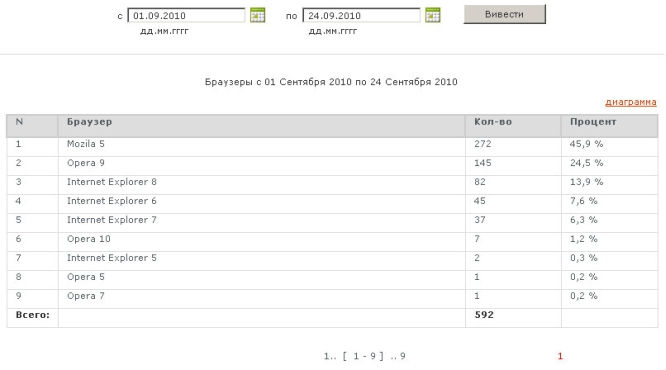 с 01.09.2010 по 24.09.2010 Вивести
дд.мм.гггг дд.мм.гггг
Браузеры с 01 Сентября 2010 по 24 Сентября 2010
диаграмма
N Браузер Кол-во Процент
1 Mozila 5 272 45,9 %
2 Opera 9 145 24,5 %
3 Internet Explorer 8 82 13,9 %
4 Internet Explorer 6 45 7,6 %
5 Internet Explorer 7 37 6,3 %
6 Opera 10 7 1,2 %
7 Internet Explorer 5 2 0,3 %
8 Opera 5 1 0,2 %
9 Opera 7 1 0,2 %
Всего: 592
1.. [ 1 - 9 ] .. 9 1